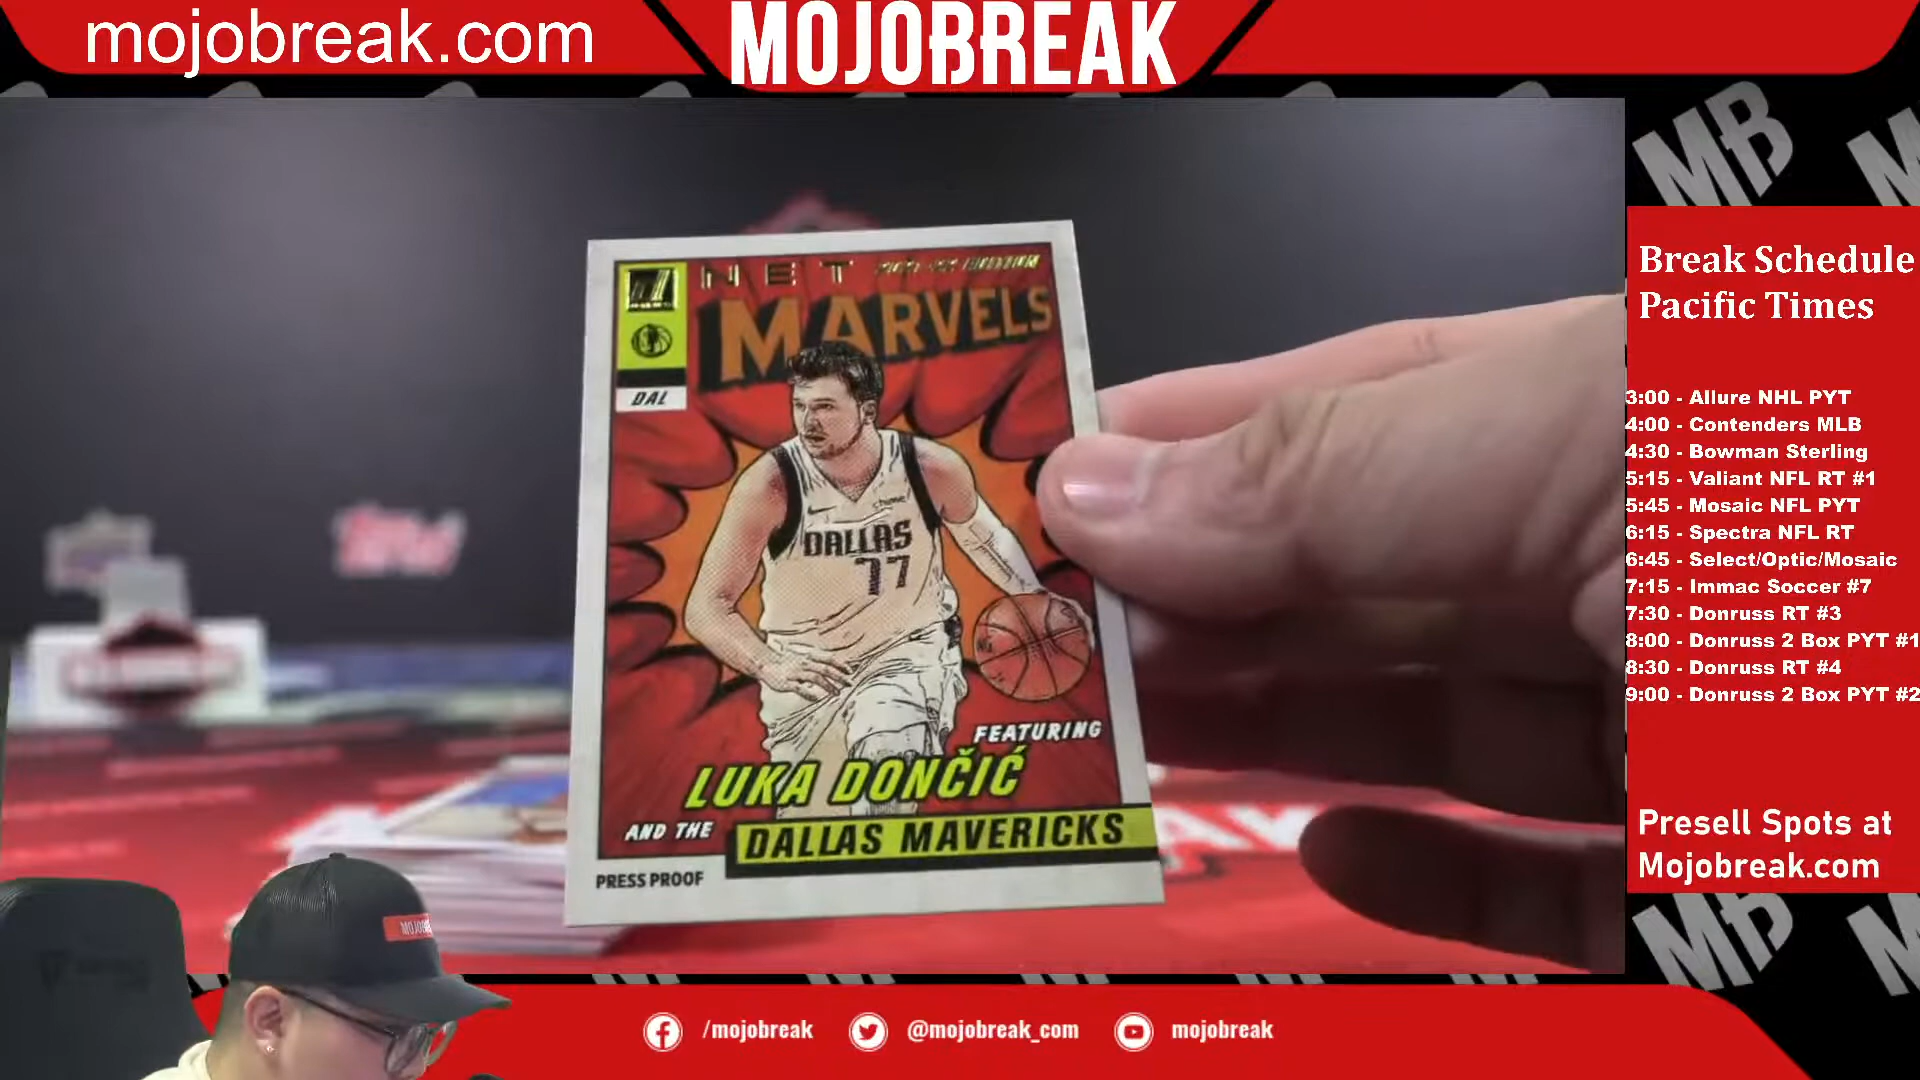 mojobreak.com
MOJOBREAK
MB
Break Schedule
Pacific Times
3:00 - Allure NHL PYT
4:00 - Contenders MLB
4:30 - Bowman Sterling
5:15 - Valiant NFL RT #1
5:45 - Mosaic NFL PYT
6:15 - Spectra NFL RT
6:45 - Select/Optic/Mosaic
7:15 - Immac Soccer #7
7:30 - Donruss RT #3
8:00 - Donruss 2 Box PYT #1
8:30 - Donruss RT #4
9:00 - Donruss 2 Box PYT #2
Presell Spots at
Mojobreak.com
MB
NET
MARVELS
DAL
DALLAS
77
FEATURING
LUKA DONČIĆ
AND THE
DALLAS MAVERICKS
PRESS PROOF
topps
/mojobreak
@mojobreak_com
mojobreak